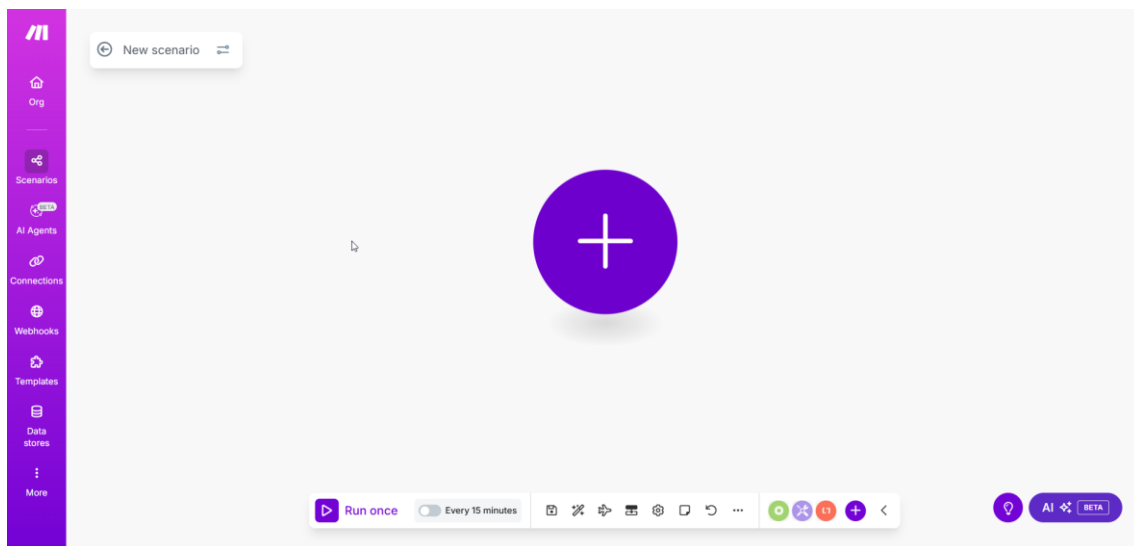 New scenario
Org
Scenarios
BETA
AI Agents
Connections
Webhooks
Templates
Data
stores
More
Run once
Every 15 minutes
AI BETA